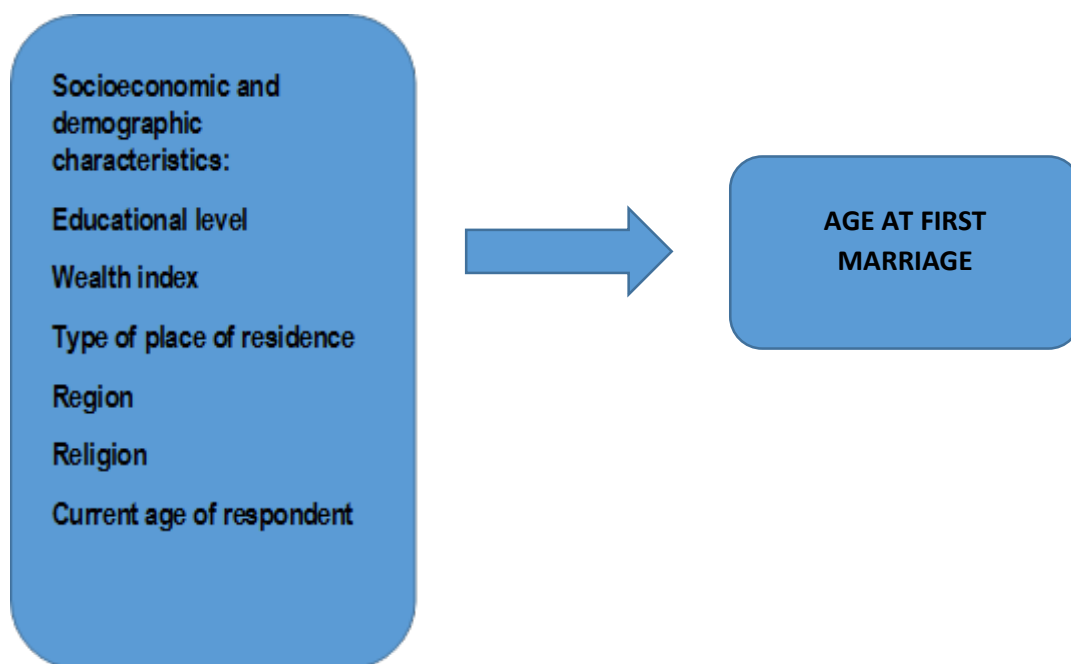 Socioeconomic and
demographic
characteristics:
Educational level
Wealth index
Type of place of residence
Region
Religion
Current age of respondent
AGE AT FIRST
MARRIAGE